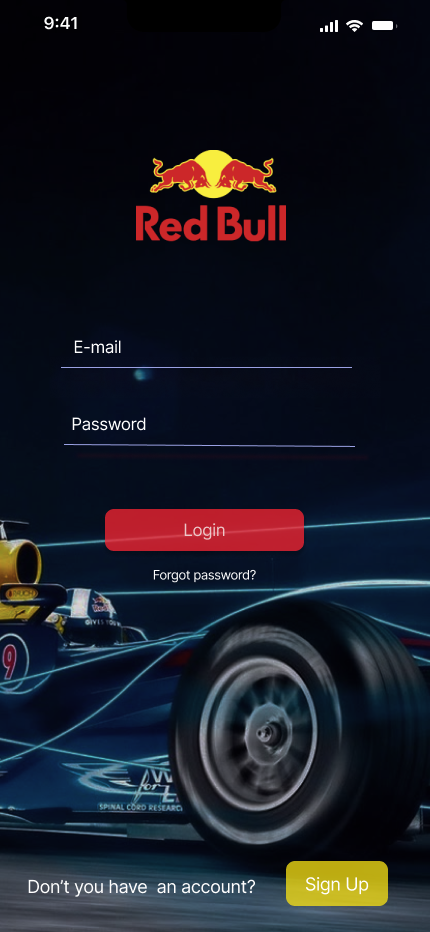 9:41
Red Bull
E-mail
Password
Login
Forgot password?
9
SPINAL CORD RESEARCH
Don't you have  an account?
Sign Up